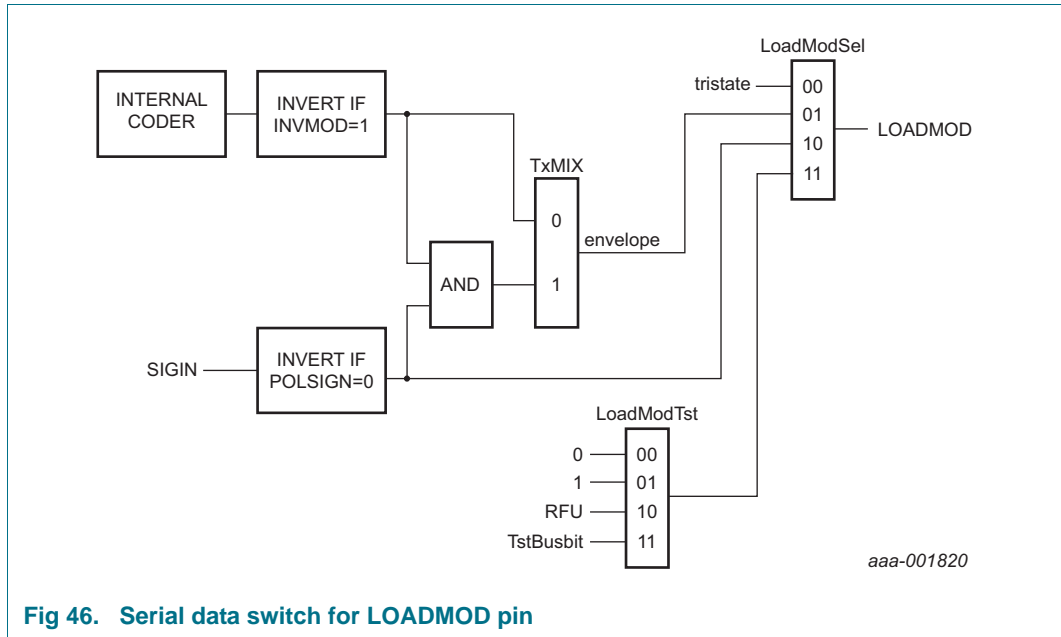 LoadModSel
tristate
00
01
10
11
LOADMOD
INTERNAL
CODER
INVERT IF
INVMOD=1
TxMIX
0
1
envelope
AND
SIGIN
INVERT IF
POLSIGN=0
LoadModTst
0
00
1
01
RFU
10
TstBusbit
11
aaa-001820
Fig 46. Serial data switch for LOADMOD pin